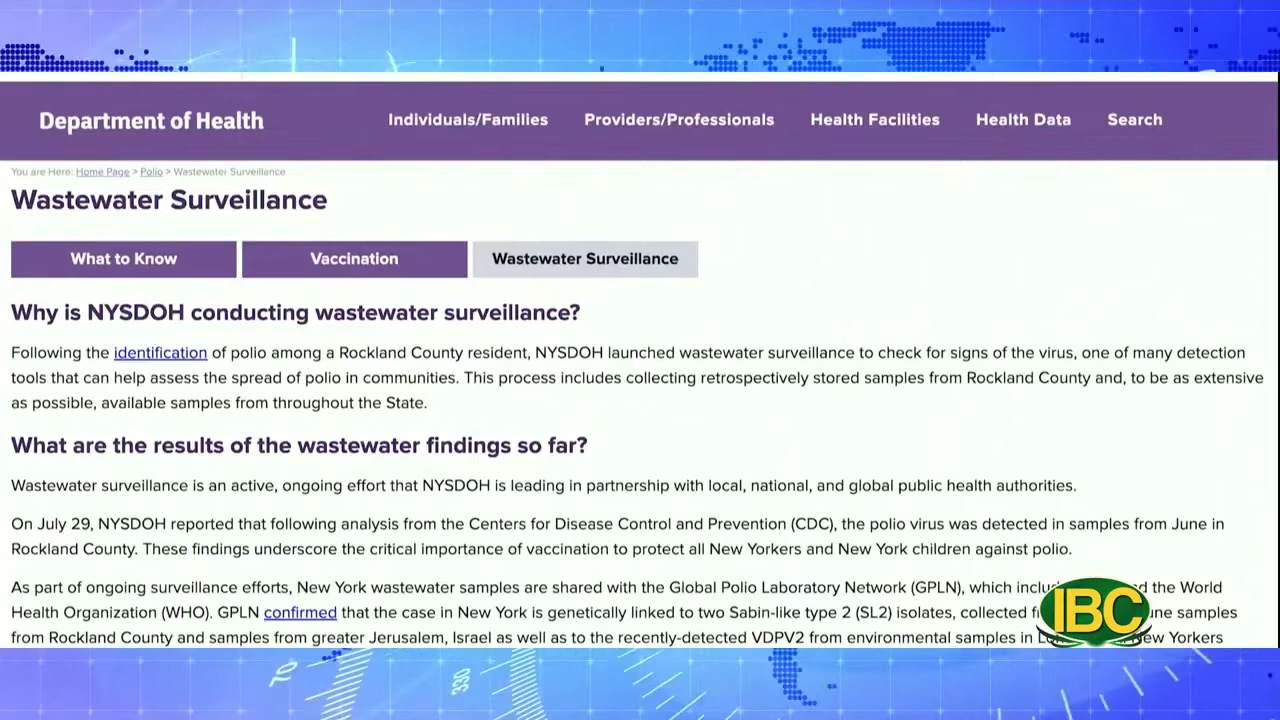 Department of Health
Individuals/Families
Providers/Professionals
Health Facilities
Health Data
Search
You are Here: Home Page > Polio > Wastewater Surveillance
Wastewater Surveillance
What to Know
Vaccination
Wastewater Surveillance
Why is NYSDOH conducting wastewater surveillance?
Following the identification of polio among a Rockland County resident, NYSDOH launched wastewater surveillance to check for signs of the virus, one of many detection
tools that can help assess the spread of polio in communities. This process includes collecting retrospectively stored samples from Rockland County and, to be as extensive
as possible, available samples from throughout the State.
What are the results of the wastewater findings so far?
Wastewater surveillance is an active, ongoing effort that NYSDOH is leading in partnership with local, national, and global public health authorities.
On July 29, NYSDOH reported that following analysis from the Centers for Disease Control and Prevention (CDC), the polio virus was detected in samples from June in
Rockland County. These findings underscore the critical importance of vaccination to protect all New Yorkers and New York children against polio.
As part of ongoing surveillance efforts, New York wastewater samples are shared with the Global Polio Laboratory Network (GPLN), which the World
Health Organization (WHO). GPLN confirmed that the case in New York is genetically linked to two Sabin-like type 2 (SL2) isolates, collected samples
from Rockland County and samples from greater Jerusalem, Israel as well as to the recently-detected VDPV2 from environmental samples in New Yorkers
IBC
70
330